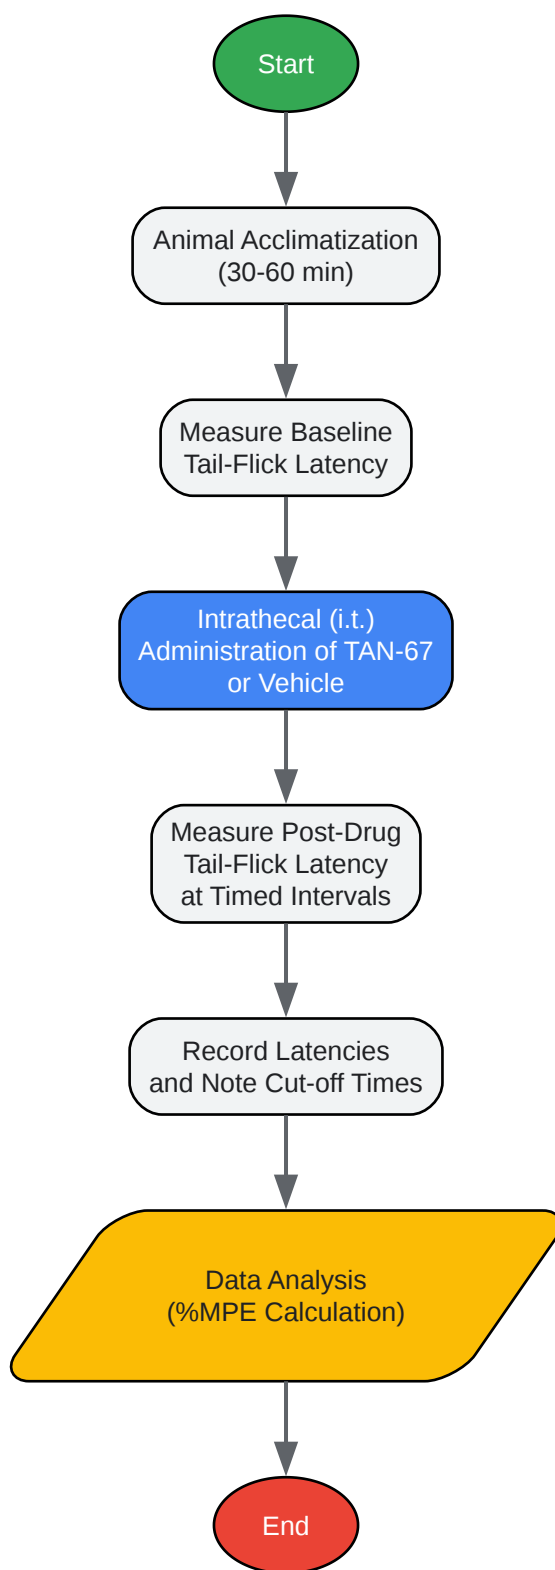 Start
Animal Acclimatization
(30-60 min)
Measure Baseline
Tail-Flick Latency
Intrathecal (i.t.)
Administration of TAN-67
or Vehicle
Measure Post-Drug
Tail-Flick Latency
at Timed Intervals
Record Latencies
and Note Cut-off Times
Data Analysis
(%MPE Calculation)
End